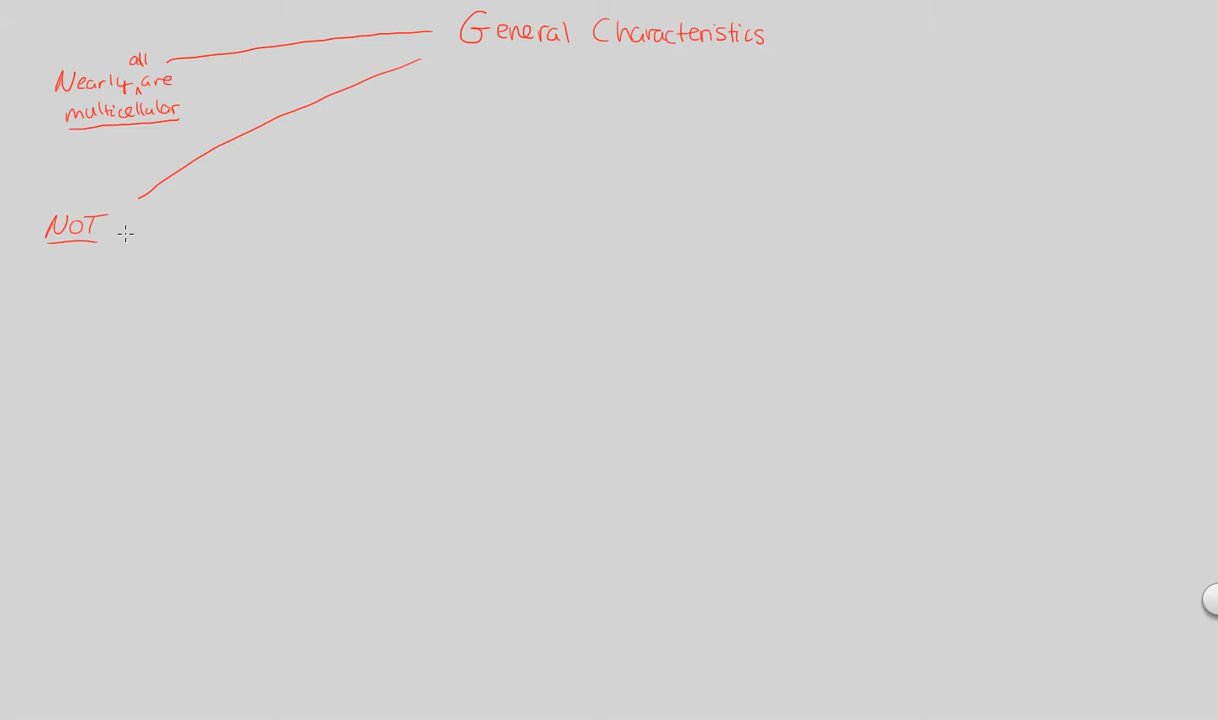 General Characteristics
all
Nearly ^ are
multicellular
NOT